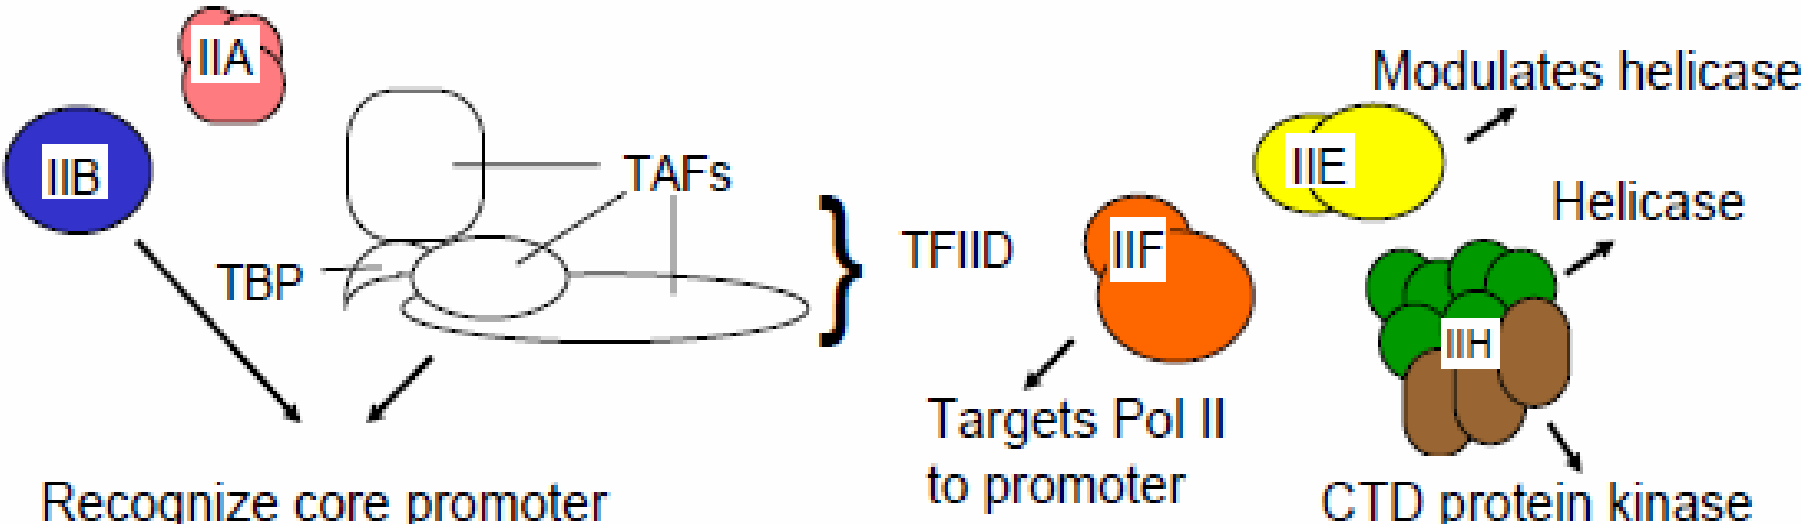 IIA
IIB
TAFs
TBP
}
TFIID
Recognize core promoter
IIF
Targets Pol II
to promoter
IIE
Modulates helicase
Helicase
IIH
CTD protein kinase